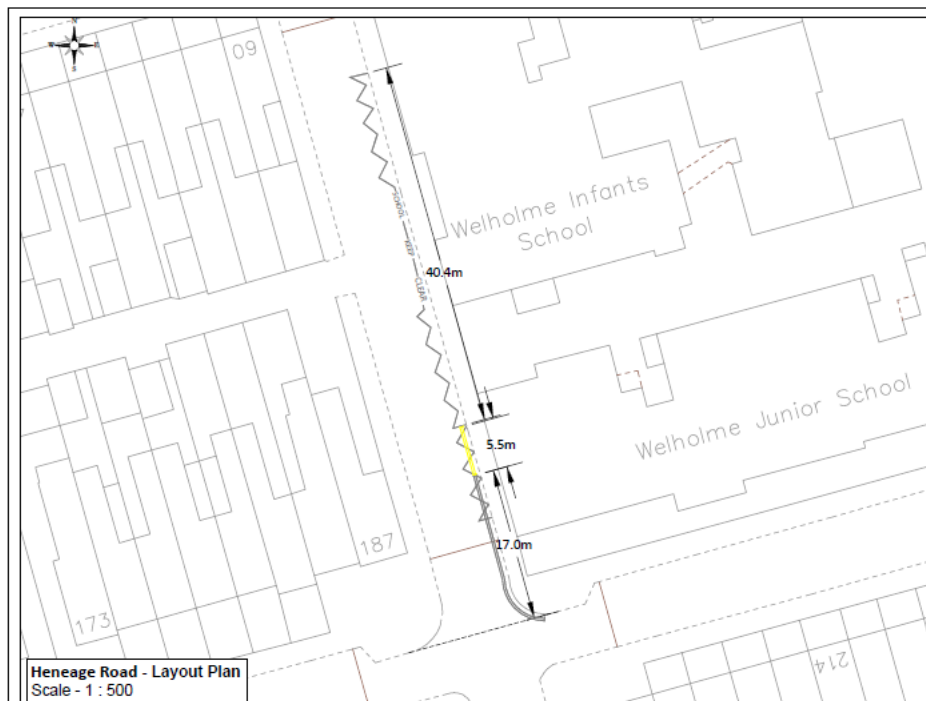 N
W
E
S
09
SCHOOL
KEEP
CLEAR
Welholme Infants
School
40.4m
5.5m
Welholme Junior School
187
17.0m
173
214
Heneage Road - Layout Plan
Scale - 1 : 500